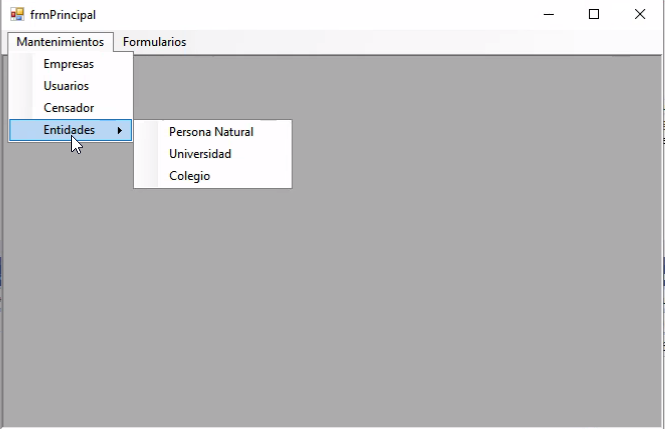 frmPrincipal
Mantenimientos Formularios
Empresas
Usuarios
Censador
Entidades
Persona Natural
Universidad
Colegio